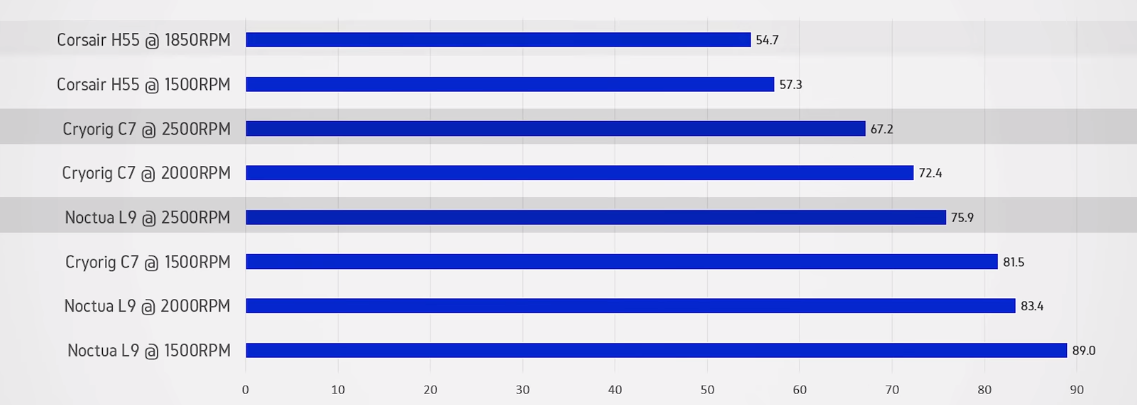 Corsair H55 @ 1850RPM 54.7
Corsair H55 @ 1500RPM 57.3
Cryorig C7 @ 2500RPM 67.2
Cryorig C7 @ 2000RPM 72.4
Noctua L9 @ 2500RPM 75.9
Cryorig C7 @ 1500RPM 81.5
Noctua L9 @ 2000RPM 83.4
Noctua L9 @ 1500RPM 89.0
0 10 20 30 40 50 60 70 80 90